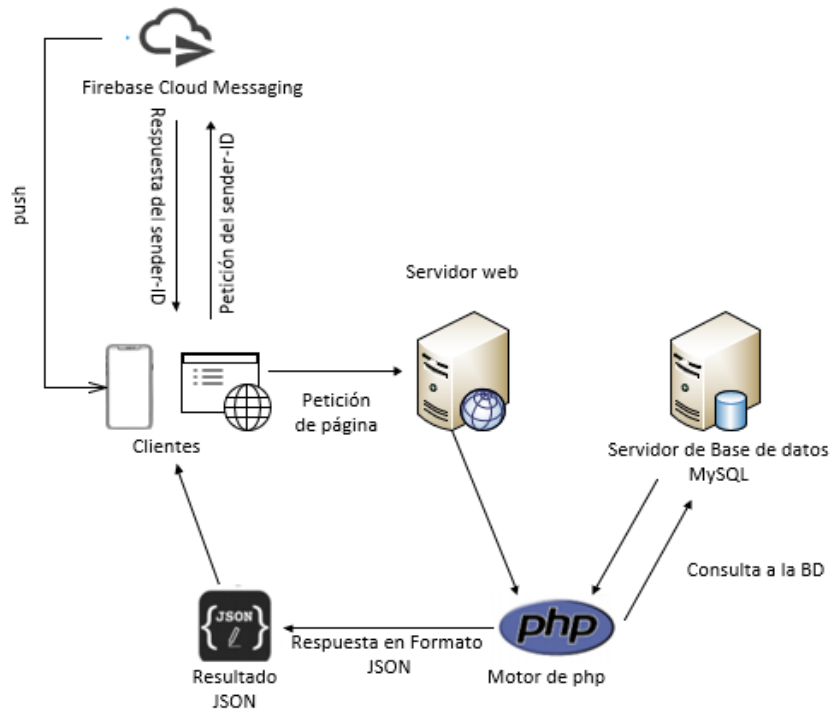 Firebase Cloud Messaging
push
Respuesta del sender-ID
Petición del sender-ID
Servidor web
Petición
de página
Clientes
Servidor de Base de datos
MySQL
Consulta a la BD
{JSON}
php
Respuesta en Formato
JSON
Resultado
JSON
Motor de php